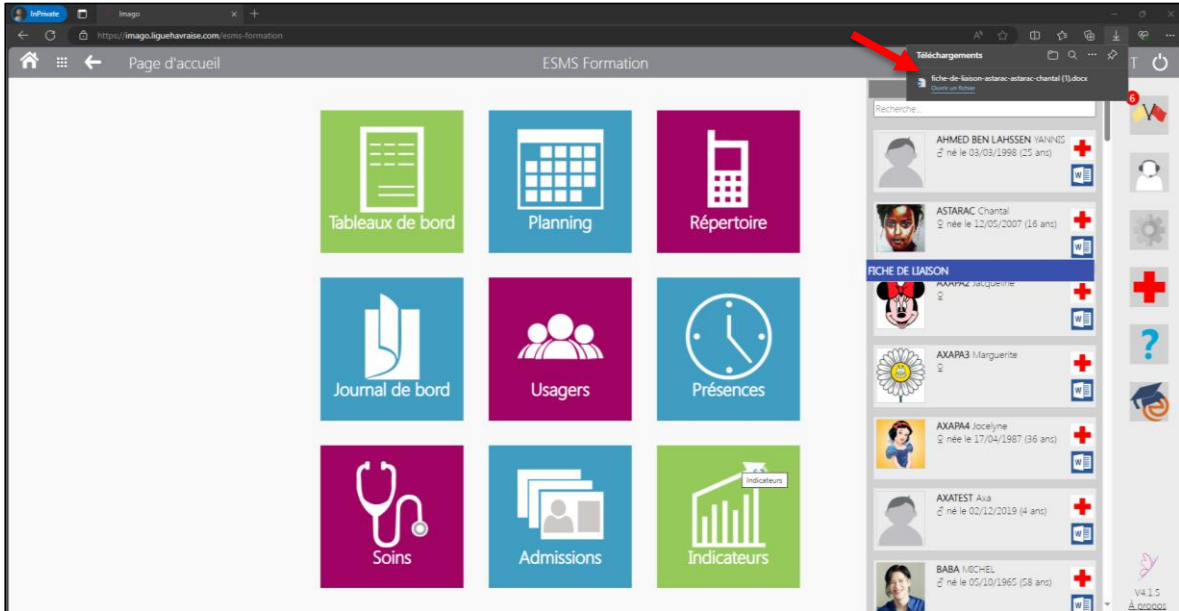 InPrivate
Imago
https://imago.liguehavraise.com/esms-formation
Page d'accueil
ESMS Formation
T
Téléchargements
fiche-de-liaison-astarac-astarac-chantal (1).docx
Ouvrir un fichier
Recherche...
6
Tableaux de bord
Planning
Répertoire
Journal de bord
Usagers
Présences
Soins
Admissions
Indicateurs
Indicateurs
AHMED BEN LAHSSEN YANNIS
♂ né le 03/03/1998 (25 ans)
ASTARAC Chantal
♀ née le 12/05/2007 (16 ans)
FICHE DE LIAISON
AXAPA2 Jacqueline
♀
AXAPA3 Marguerite
♀
AXAPA4 Jocelyne
♀ née le 17/04/1987 (36 ans)
AXATEST Axa
♂ né le 02/12/2019 (4 ans)
BABA MICHEL
♂ né le 05/10/1965 (58 ans)
V4.1.5
À propos